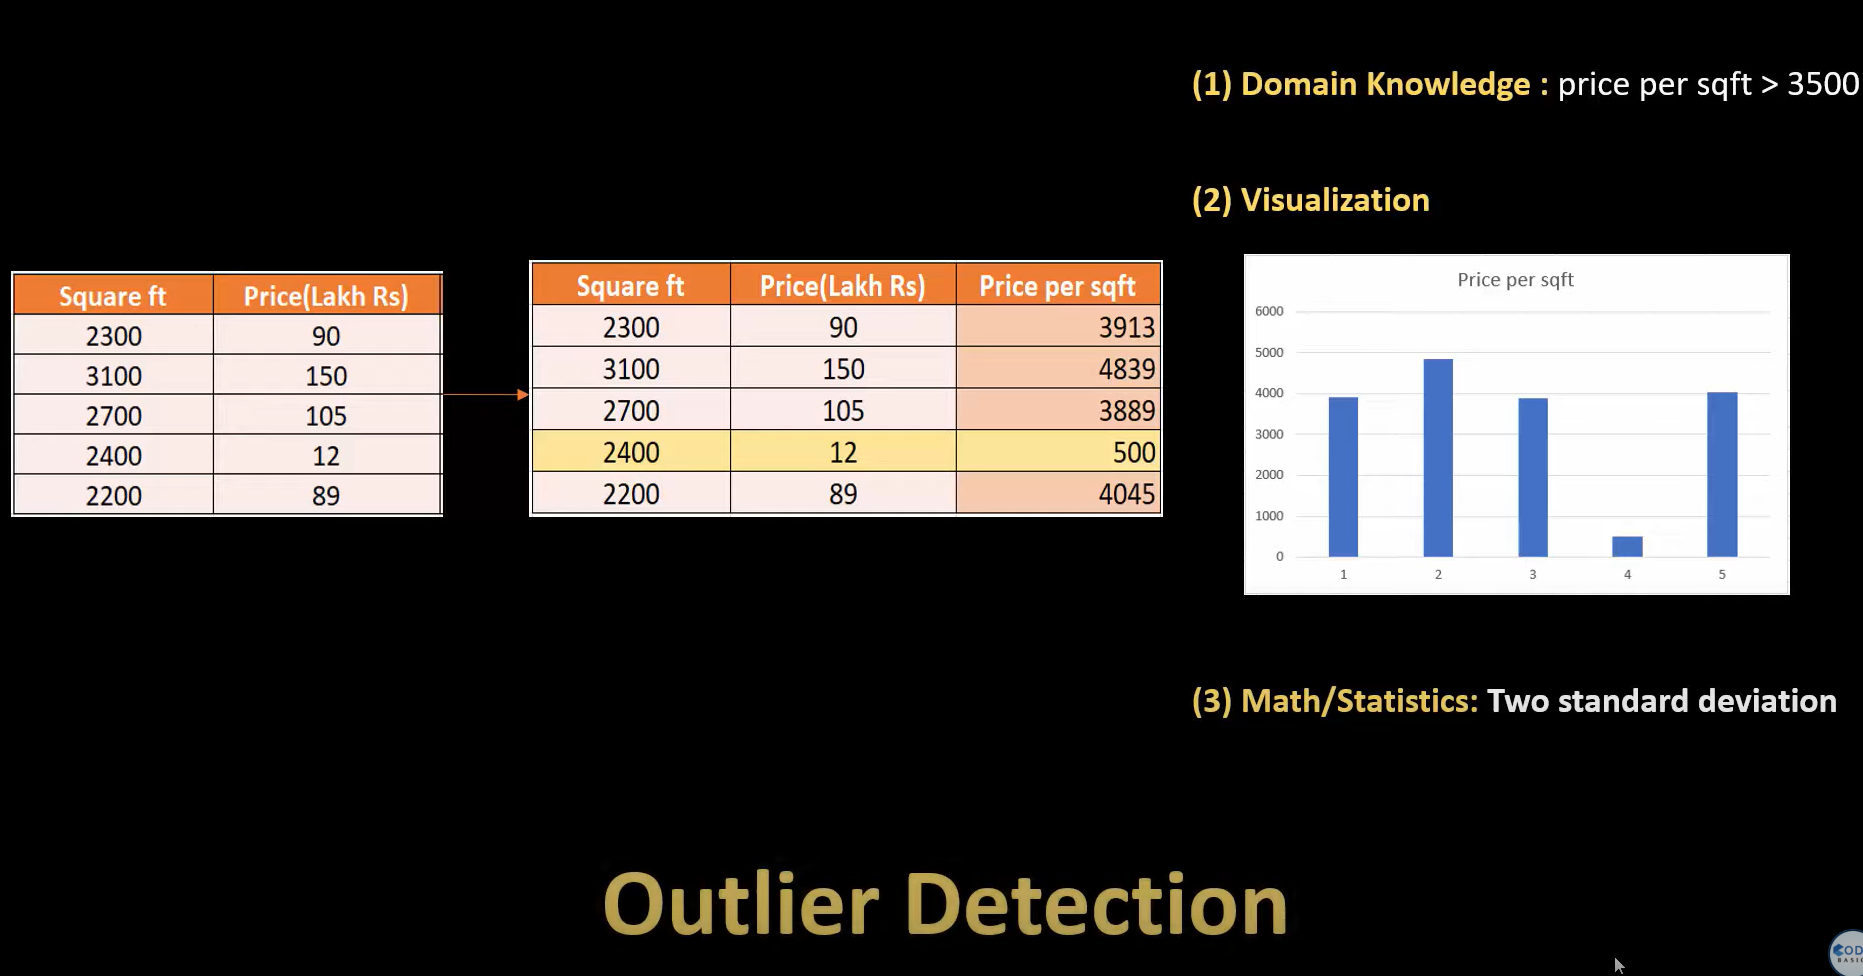 (1) Domain Knowledge : price per sqft > 3500
(2) Visualization
Square ft Price(Lakh Rs)
2300 90
3100 150
2700 105
2400 12
2200 89
Square ft Price(Lakh Rs) Price per sqft
2300 90 3913
3100 150 4839
2700 105 3889
2400 12 500
2200 89 4045
Price per sqft
6000
5000
4000
3000
2000
1000
0
1 2 3 4 5
(3) Math/Statistics: Two standard deviation
Outlier Detection